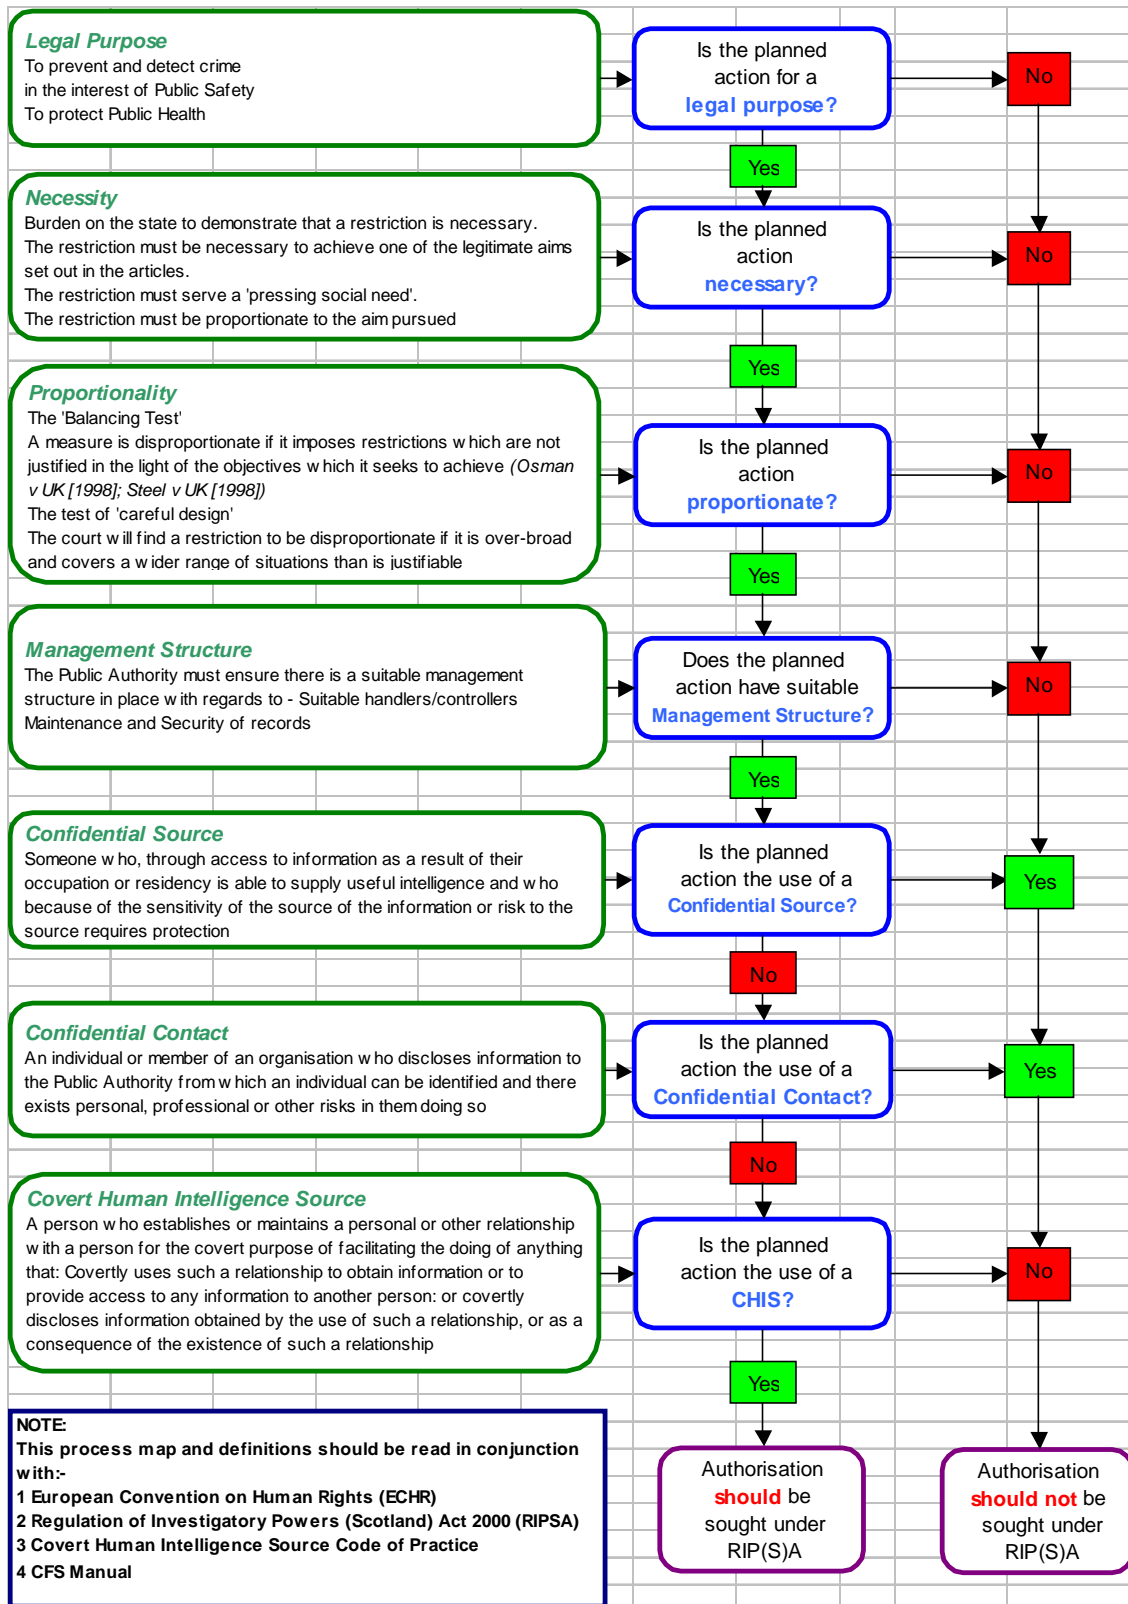 Legal Purpose
To prevent and detect crime
in the interest of Public Safety
To protect Public Health
Is the planned
action for a
legal purpose?
No
Yes
Necessity
Burden on the state to demonstrate that a restriction is necessary.
The restriction must be necessary to achieve one of the legitimate aims
set out in the articles.
The restriction must serve a 'pressing social need'.
The restriction must be proportionate to the aim pursued
Is the planned
action
necessary?
No
Yes
Proportionality
The 'Balancing Test'
A measure is disproportionate if it imposes restrictions which are not
justified in the light of the objectives which it seeks to achieve (Osman
v UK [1998]; Steel v UK [1998])
The test of 'careful design'
The court will find a restriction to be disproportionate if it is over-broad
and covers a wider range of situations than is justifiable
Is the planned
action
proportionate?
No
Yes
Management Structure
The Public Authority must ensure there is a suitable management
structure in place with regards to - Suitable handlers/controllers
Maintenance and Security of records
Does the planned
action have suitable
Management Structure?
No
Yes
Confidential Source
Someone who, through access to information as a result of their
occupation or residency is able to supply useful intelligence and who
because of the sensitivity of the source of the information or risk to the
source requires protection
Is the planned
action the use of a
Confidential Source?
Yes
No
Confidential Contact
An individual or member of an organisation who discloses information to
the Public Authority from which an individual can be identified and there
exists personal, professional or other risks in them doing so
Is the planned
action the use of a
Confidential Contact?
Yes
No
Covert Human Intelligence Source
A person who establishes or maintains a personal or other relationship
with a person for the covert purpose of facilitating the doing of anything
that: Covertly uses such a relationship to obtain information or to
provide access to any information to another person: or covertly
discloses information obtained by the use of such a relationship, or as a
consequence of the existence of such a relationship
Is the planned
action the use of a
CHIS?
No
Yes
NOTE:
This process map and definitions should be read in conjunction
with:-
1 European Convention on Human Rights (ECHR)
2 Regulation of Investigatory Powers (Scotland) Act 2000 (RIPSA)
3 Covert Human Intelligence Source Code of Practice
4 CFS Manual
Authorisation
should be
sought under
RIP(S)A
Authorisation
should not be
sought under
RIP(S)A